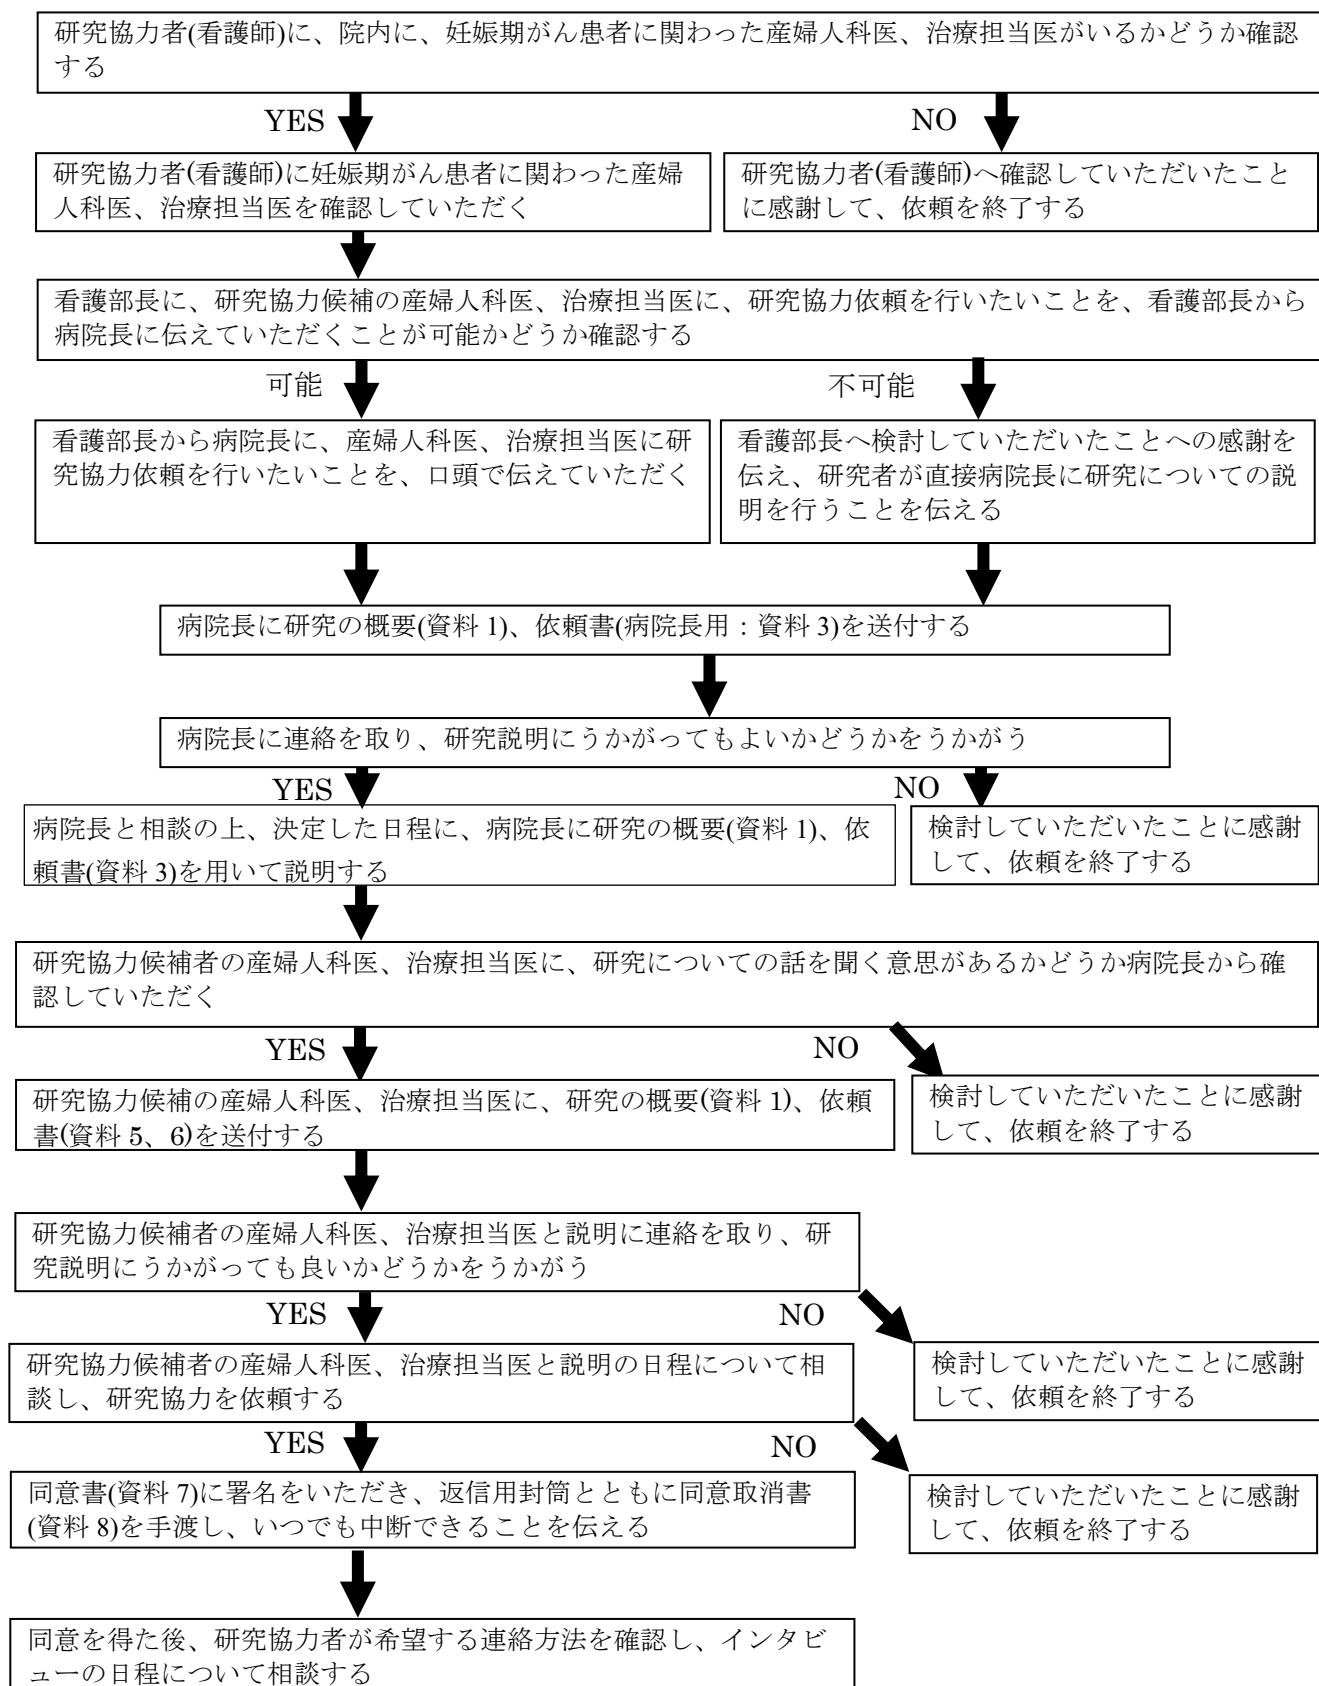 研究協力者(看護師)に、院内に、妊娠期がん患者に関わった産婦人科医、治療担当医がいるかどうか確認
する
YES
NO
研究協力者(看護師)に妊娠期がん患者に関わった産婦
人科医、治療担当医を確認していただく
研究協力者(看護師)へ確認していただいたこと
に感謝して、依頼を終了する
看護部長に、研究協力候補の産婦人科医、治療担当医に、研究協力依頼を行いたいことを、看護部長から
病院長に伝えていただくことが可能かどうか確認する
可能
不可能
看護部長から病院長に、産婦人科医、治療担当医に研
究協力依頼を行いたいことを、口頭で伝えていただく
看護部長へ検討していただいたことへの感謝を
伝え、研究者が直接病院長に研究についての説
明を行うことを伝える
病院長に研究の概要(資料 1)、依頼書(病院長用：資料 3)を送付する
病院長に連絡を取り、研究説明にうかがってもよいかどうかをうかがう
YES
NO
病院長と相談の上、決定した日程に、病院長に研究の概要(資料 1)、依
頼書(資料 3)を用いて説明する
検討していただいたことに感謝
して、依頼を終了する
研究協力候補者の産婦人科医、治療担当医に、研究についての話を聞く意思があるかどうか病院長から確
認していただく
YES
NO
研究協力候補の産婦人科医、治療担当医に、研究の概要(資料 1)、依頼
書(資料 5、6)を送付する
検討していただいたことに感謝
して、依頼を終了する
研究協力候補者の産婦人科医、治療担当医と説明に連絡を取り、研
究説明にうかがっても良いかどうかをうかがう
YES
NO
研究協力候補者の産婦人科医、治療担当医と説明の日程について相
談し、研究協力を依頼する
検討していただいたことに感謝
して、依頼を終了する
YES
NO
同意書(資料 7)に署名をいただき、返信用封筒とともに同意取消書
(資料 8)を手渡し、いつでも中断できることを伝える
検討していただいたことに感謝
して、依頼を終了する
同意を得た後、研究協力者が希望する連絡方法を確認し、インタビ
ューの日程について相談する